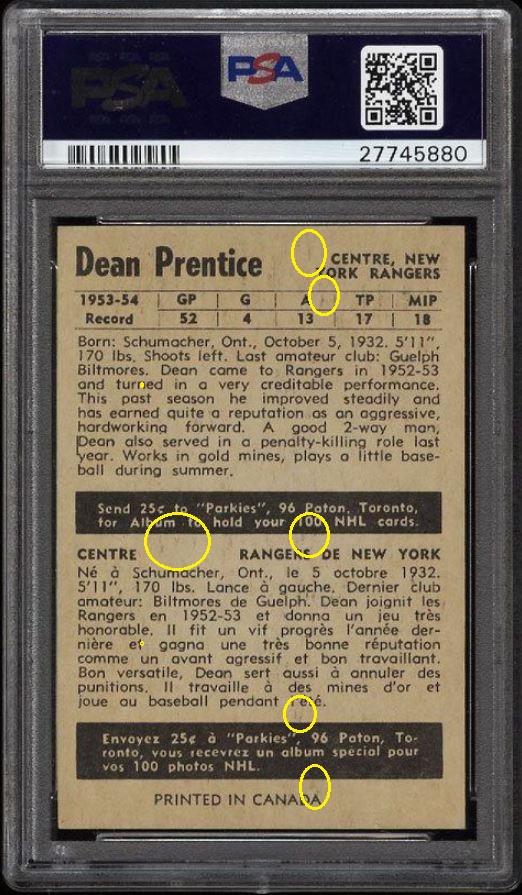 PSA
PSA
27745880
Dean Prentice
CENTRE, NEW
YORK RANGERS
1953-54 GP G A TP MIP
Record 52 4 13 17 18
Born: Schumacher, Ont., October 5, 1932. 5'11",
170 lbs. Shoots left. Last amateur club: Guelph
Biltmores. Dean came to Rangers in 1952-53
and turned in a very creditable performance.
This past season he improved steadily and
has earned quite a reputation as an aggressive,
hardworking forward. A good 2-way man,
Dean also served in a penalty-killing role last
year. Works in gold mines, plays a little base-
ball during summer.
Send 25¢ to "Parkies", 96 Paton, Toronto,
for Album to hold your 100 NHL cards.
CENTRE RANGERS DE NEW YORK
Né à Schumacher, Ont., le 5 octobre 1932.
5'11", 170 lbs. Lance à gauche. Dernier club
amateur: Biltmores de Guelph. Dean joignit les
Rangers en 1952-53 et donna un jeu très
honorable. Il fit un vif progrès l'année der-
nière et gagna une très bonne réputation
comme un avant agressif et bon travaillant.
Bon versatile, Dean sert aussi à annuler des
punitions. Il travaille à des mines d'or et
joue au baseball pendant l'été.
Envoyez 25¢ à "Parkies", 96 Paton, To-
ronto, vous recevrez un album spécial pour
vos 100 photos NHL.
PRINTED IN CANADA